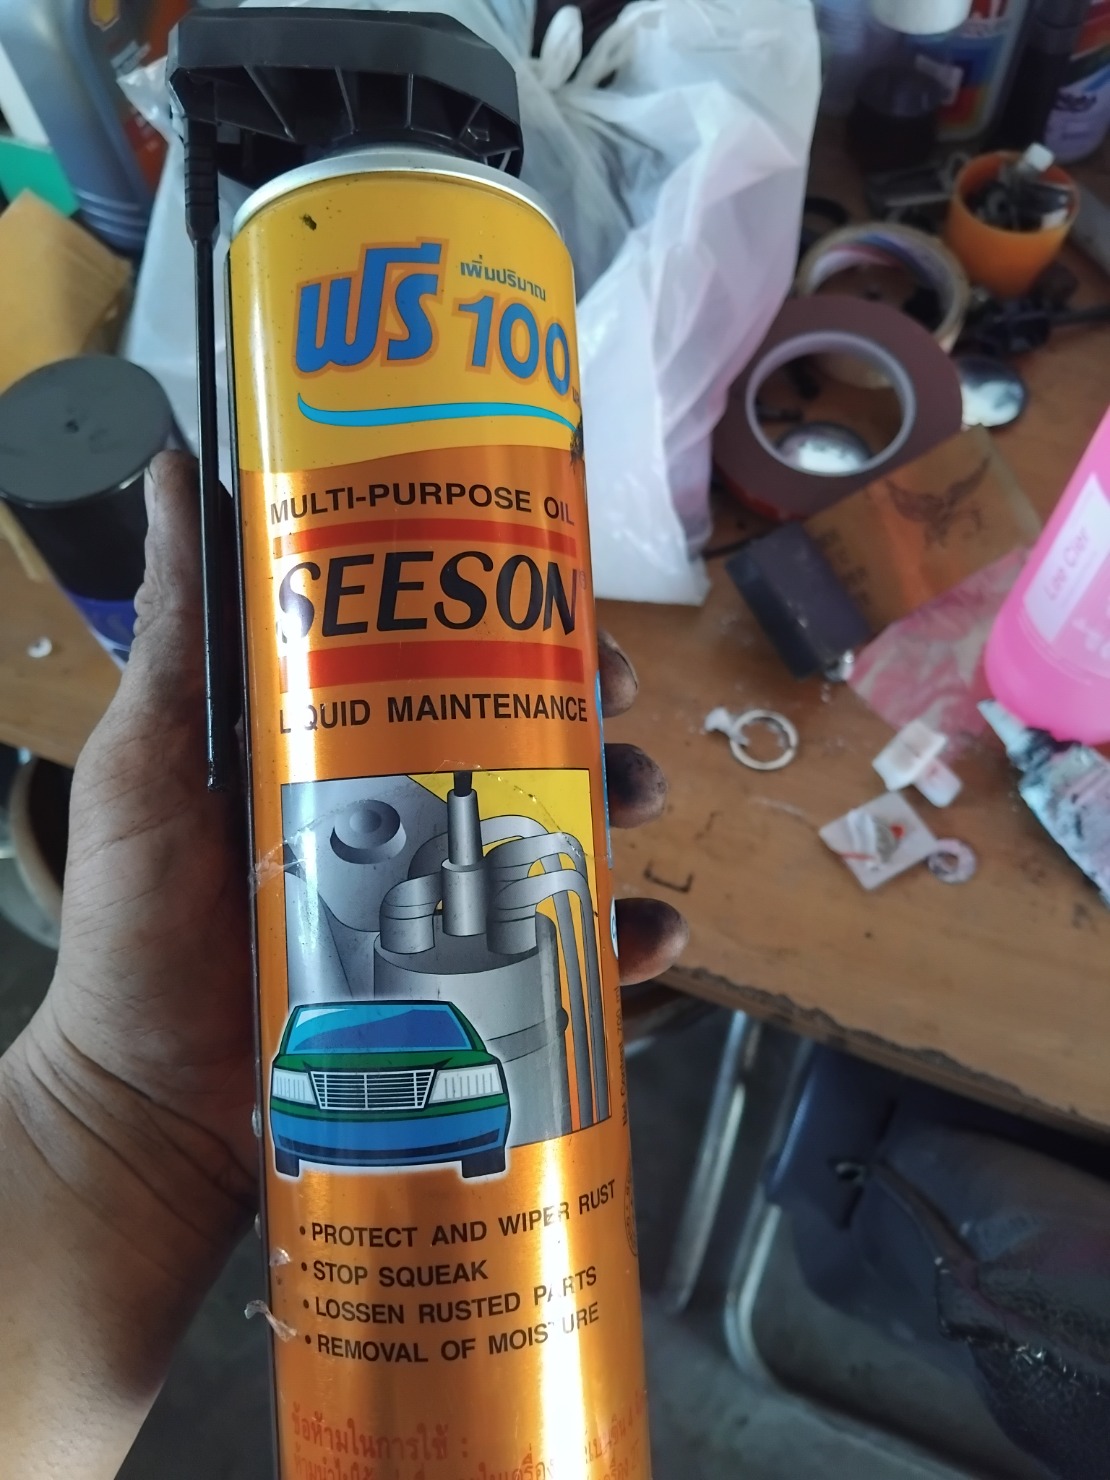 ฟรี เพิ่มปริมาณ
100
MULTI-PURPOSE OIL
SEESON
LIQUID MAINTENANCE
• PROTECT AND WIPER RUST
• STOP SQUEAK
• LOSSEN RUSTED PARTS
• REMOVAL OF MOISTURE
ข้อห้ามในการใช้ :